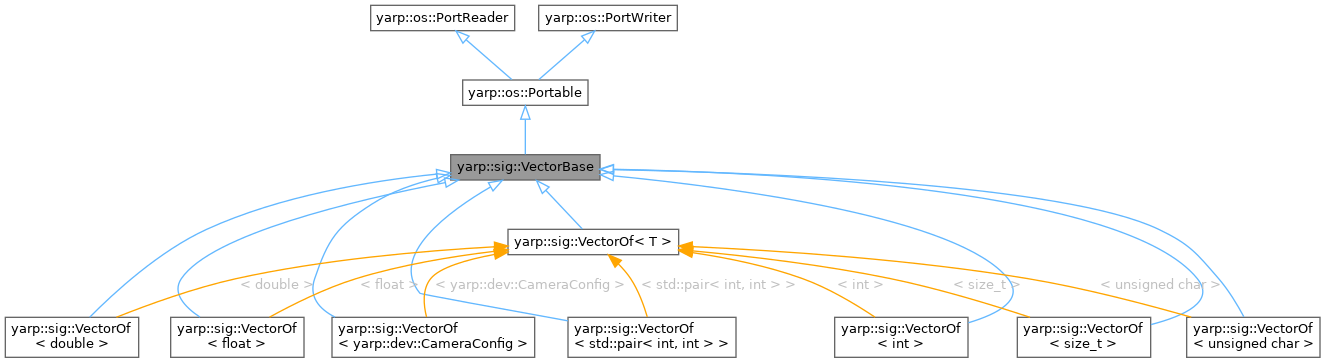 yarp::os::PortReader
yarp::os::PortWriter
yarp::os::Portable
yarp::sig::VectorBase
yarp::sig::VectorOf< T >
< double >
< float >
< yarp::dev::CameraConfig >
< std::pair< int, int > >
< int >
< size_t >
< unsigned char >
yarp::sig::VectorOf
< double >
yarp::sig::VectorOf
< float >
yarp::sig::VectorOf
< yarp::dev::CameraConfig >
yarp::sig::VectorOf
< std::pair< int, int > >
yarp::sig::VectorOf
< int >
yarp::sig::VectorOf
< size_t >
yarp::sig::VectorOf
< unsigned char >